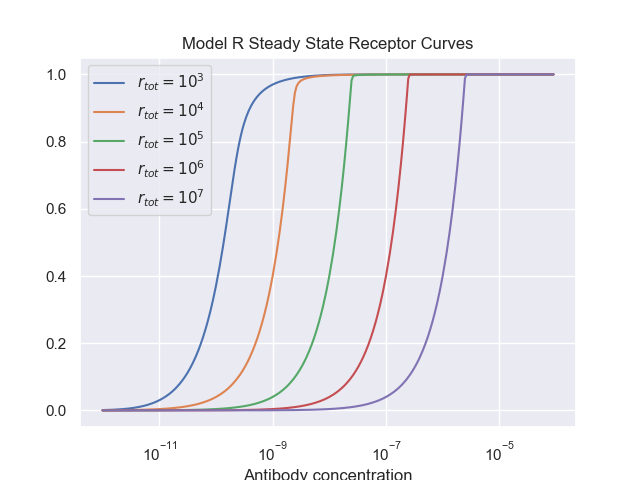 Model R Steady State Receptor Curves
r_tot = 10^3
r_tot = 10^4
r_tot = 10^5
r_tot = 10^6
r_tot = 10^7
1.0
0.8
0.6
0.4
0.2
0.0
10^−11 10^−9 10^−7 10^−5
Antibody concentration